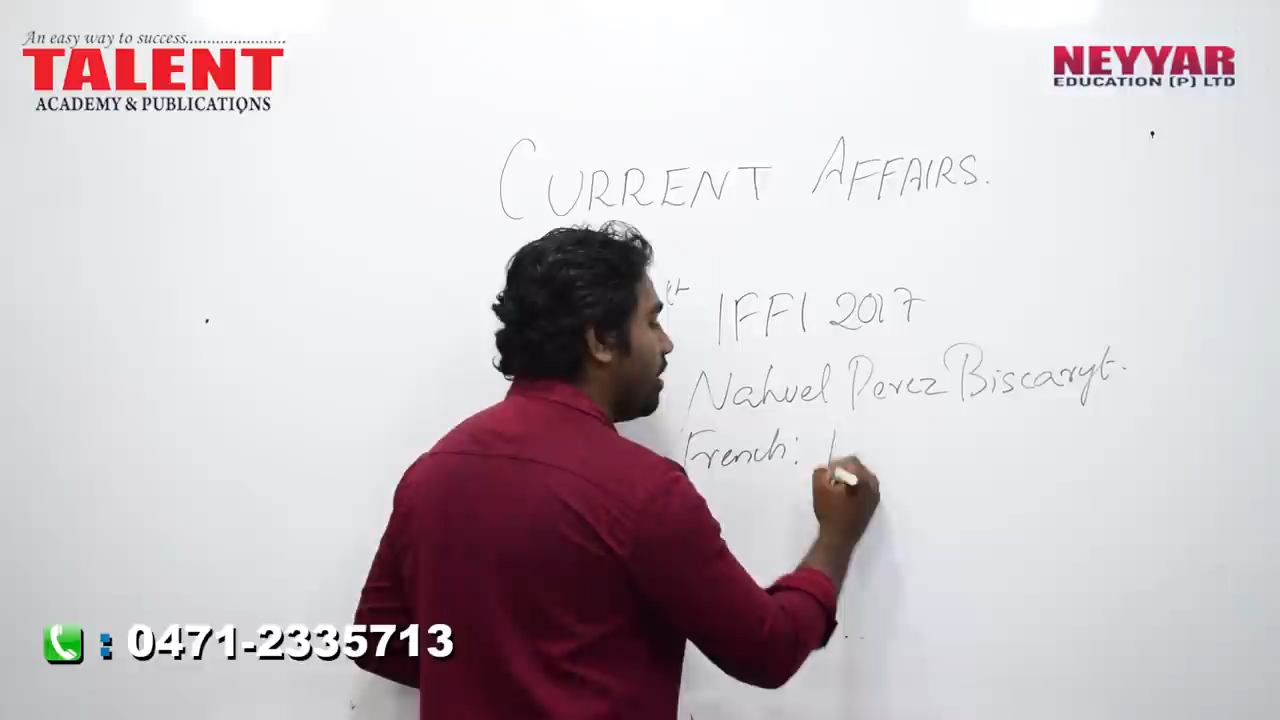 An easy way to success.......................
TALENT
ACADEMY & PUBLICATIONS
NEYYAR
EDUCATION (P) LTD
CURRENT AFFAIRS.
IFFI 2017
Nahuel Perez Biscaryt.
French:
: 0471-2335713